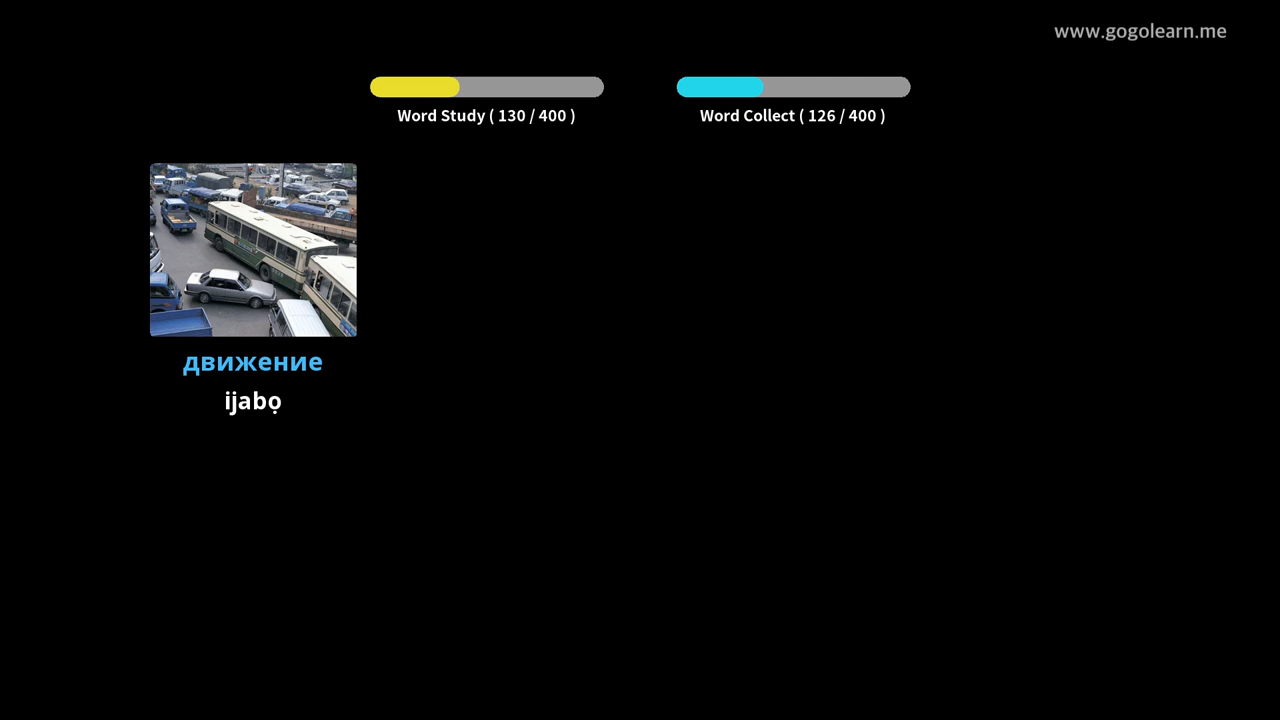 www.gogolearn.me
Word Study ( 130 / 400 )
Word Collect ( 126 / 400 )
движение
ijabọ